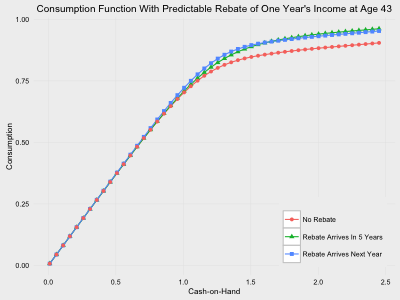 Consumption Function With Predictable Rebate of One Year's Income at Age 43
1.00
0.75
0.50
0.25
0.00
Consumption
0.0 0.5 1.0 1.5 2.0 2.5
Cash-on-Hand
No Rebate
Rebate Arrives In 5 Years
Rebate Arrives Next Year